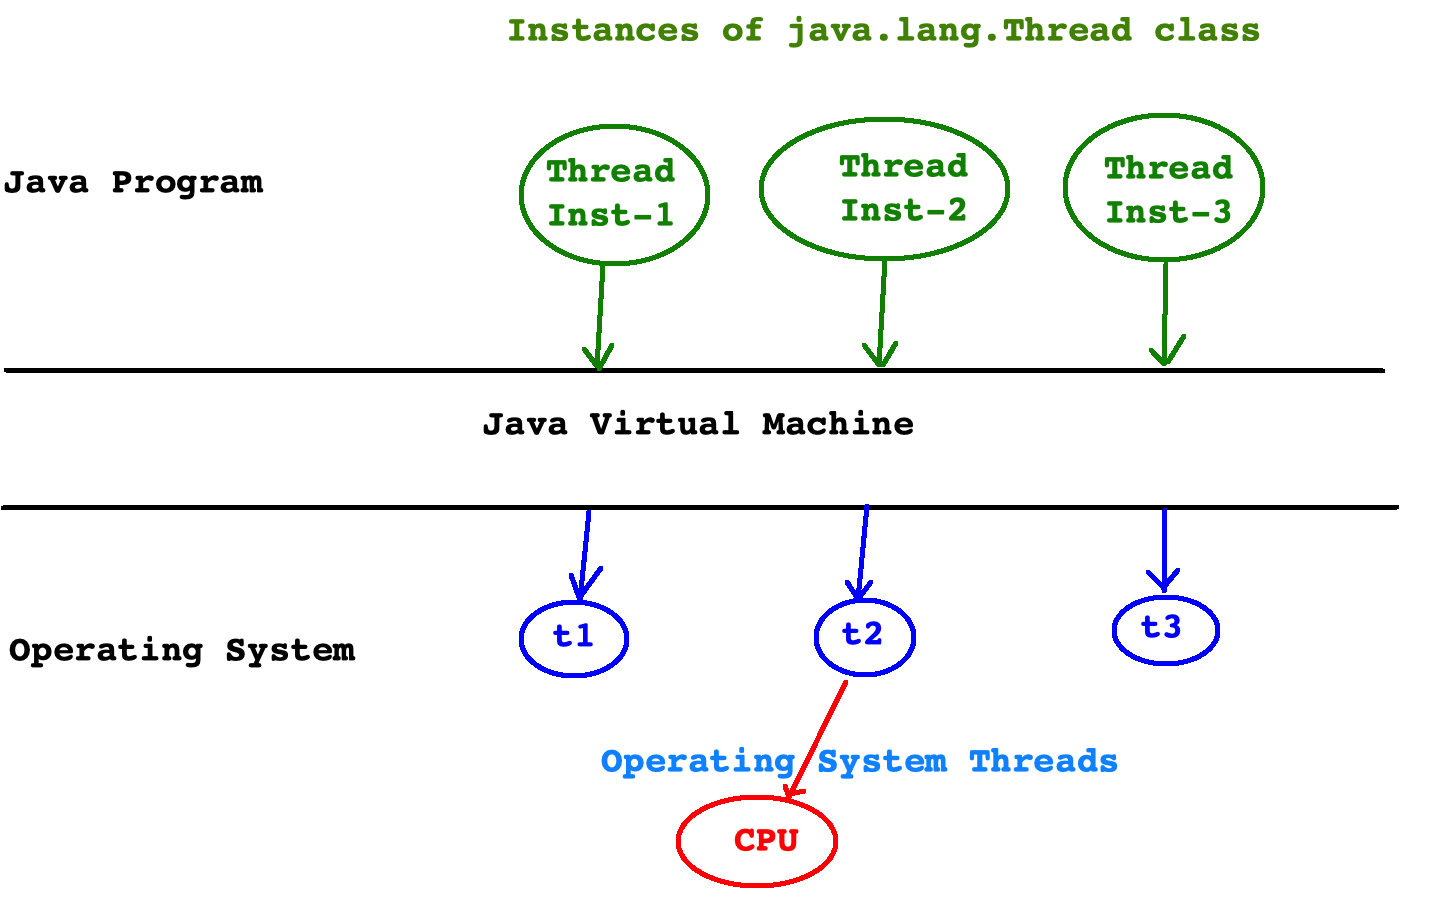 Instances of java.lang.Thread class
Java Program
Thread
Inst-1
Thread
Inst-2
Thread
Inst-3
Java Virtual Machine
Operating System
t1
t2
t3
Operating System Threads
CPU